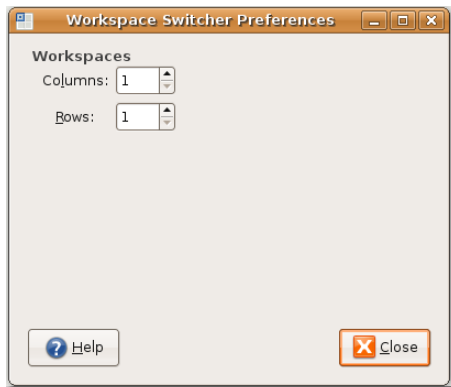 Workspace Switcher Preferences
Workspaces
Columns: 1
Rows: 1
Help Close